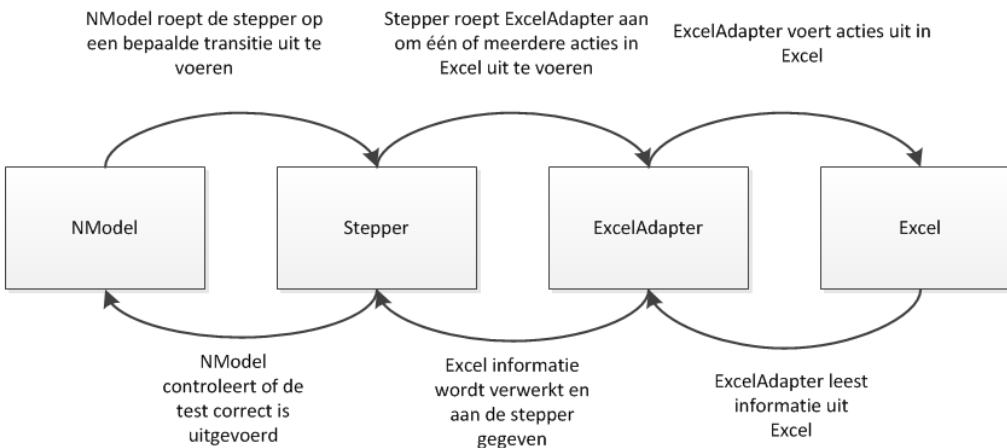 NModel roept de stepper op
een bepaalde transitie uit te
voeren
Stepper roept ExcelAdapter aan
om één of meerdere acties in
Excel uit te voeren
ExcelAdapter voert acties uit in
Excel
NModel
Stepper
ExcelAdapter
Excel
NModel
controleert of de
test correct is
uitgevoerd
Excel informatie
wordt verwerkt en
aan de stepper
gegeven
ExcelAdapter leest
informatie uit
Excel